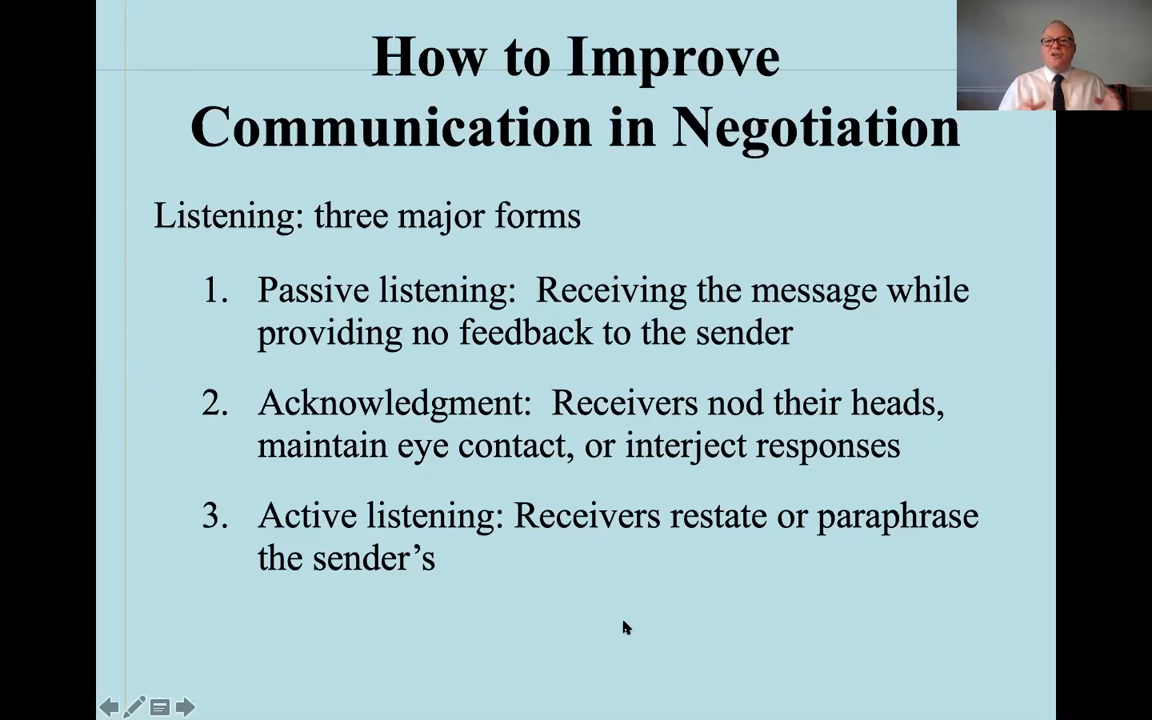 How to Improve
Communication in Negotiation
Listening: three major forms
1. Passive listening:  Receiving the message while
providing no feedback to the sender
2. Acknowledgment:  Receivers nod their heads,
maintain eye contact, or interject responses
3. Active listening: Receivers restate or paraphrase
the sender’s